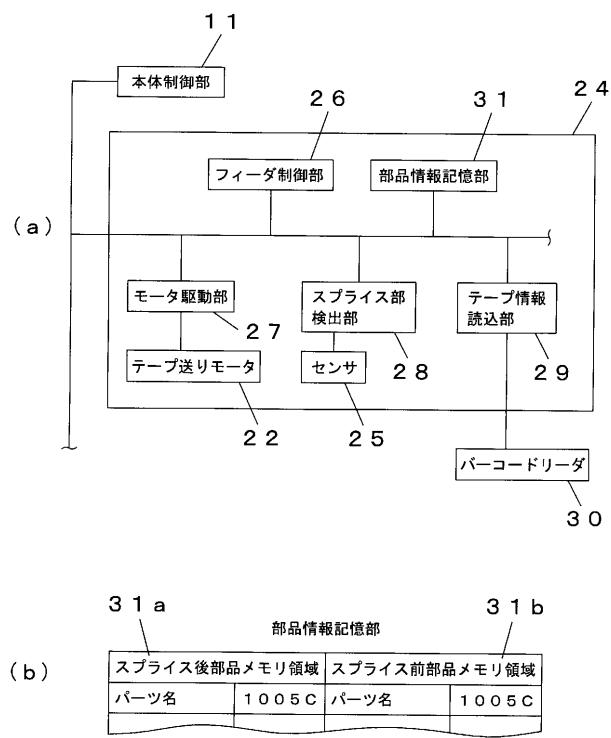 11
本体制御部
26
31
24
フィーダ制御部
部品情報記憶部
(a)
モータ駆動部
スプライス部
検出部
テープ情報
読込部
27
28
29
テープ送りモータ
センサ
22
25
バーコードリーダ
30
31a
31b
部品情報記憶部
(b)
スプライス後部品メモリ領域 スプライス前部品メモリ領域
パーツ名 1005C パーツ名 1005C